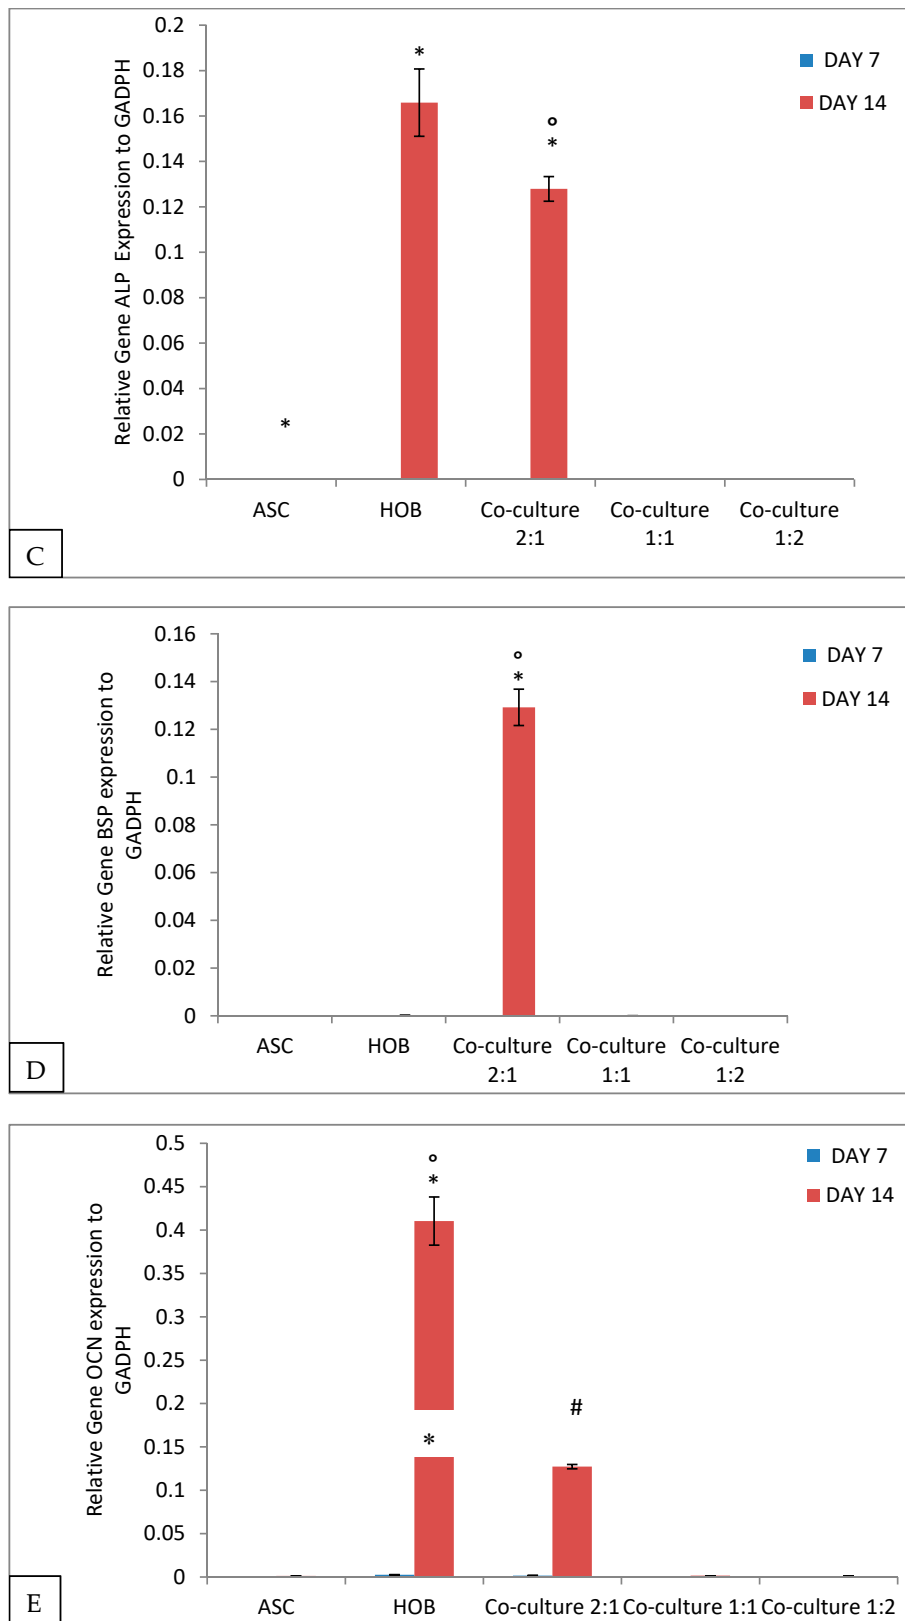 0.2
0.18
0.16
0.14
0.12
0.1
0.08
0.06
0.04
0.02
0
Relative Gene ALP Expression to GADPH
*
*
°
*
DAY 7
DAY 14
ASC HOB Co-culture 2:1 Co-culture 1:1 Co-culture 1:2
C
0.16
0.14
0.12
0.1
0.08
0.06
0.04
0.02
0
Relative Gene BSP expression to
GADPH
°
*
DAY 7
DAY 14
ASC HOB Co-culture 2:1 Co-culture 1:1 Co-culture 1:2
D
0.5
0.45
0.4
0.35
0.3
0.25
0.2
0.15
0.1
0.05
0
Relative Gene OCN expression to
GADPH
°
*
*
#
DAY 7
DAY 14
ASC HOB Co-culture 2:1 Co-culture 1:1 Co-culture 1:2
E